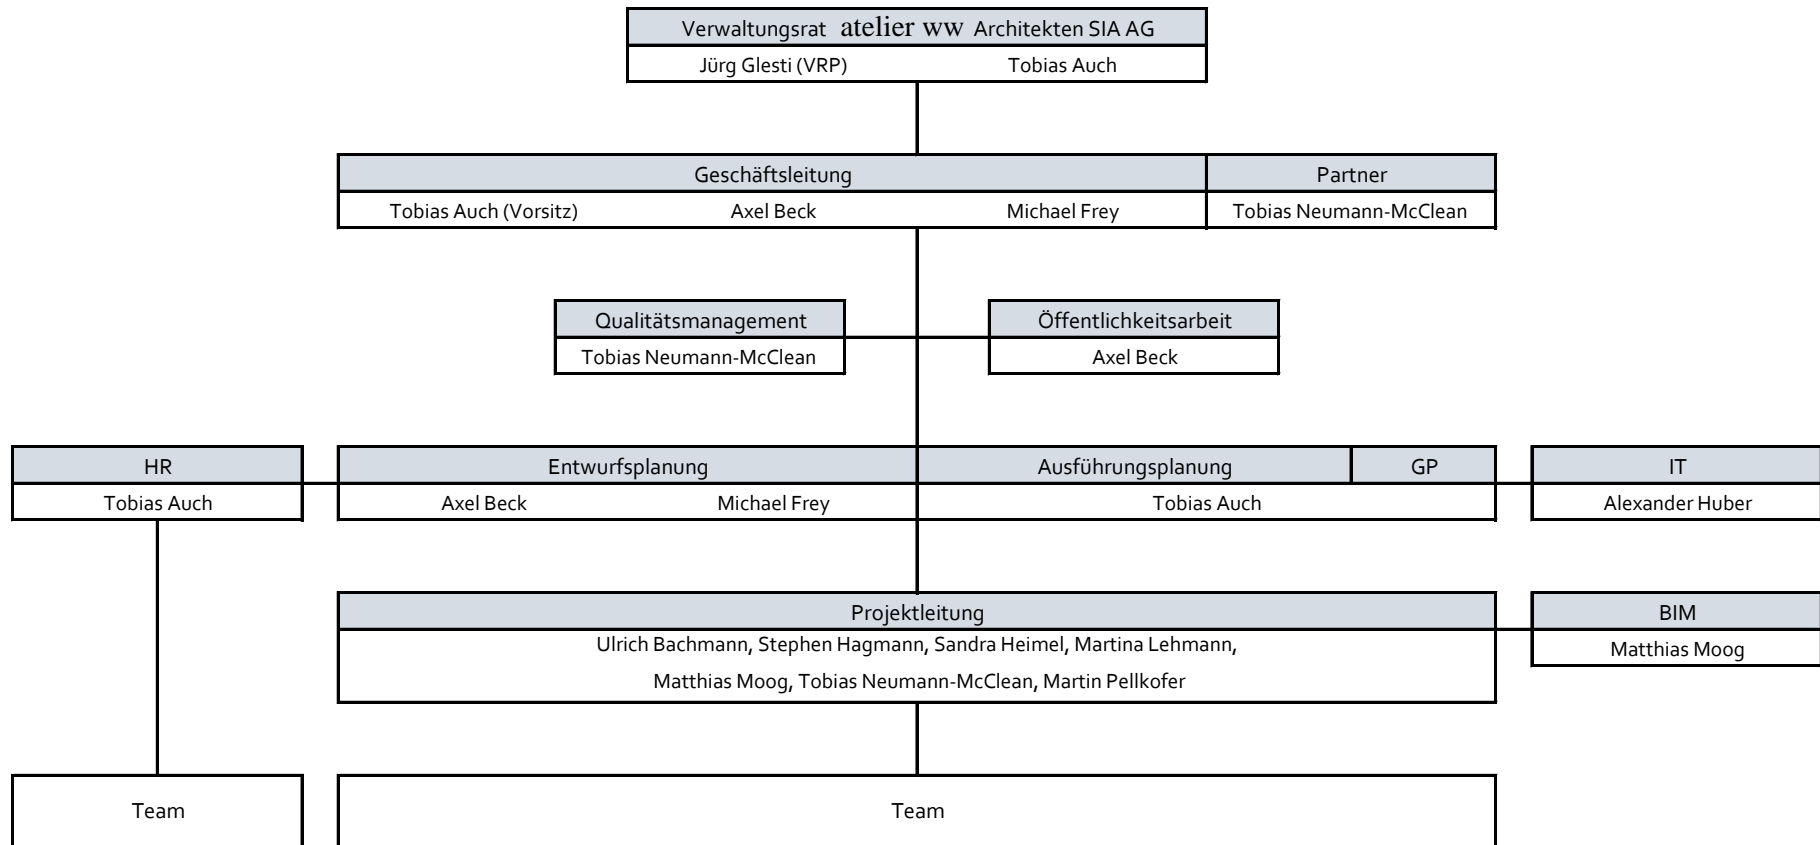 Verwaltungsrat atelier ww Architekten SIA AG
Jürg Glesti (VRP) Tobias Auch
Geschäftsleitung Partner
Tobias Auch (Vorsitz) Axel Beck Michael Frey Tobias Neumann-McClean
Qualitätsmanagement Öffentlichkeitsarbeit
Tobias Neumann-McClean Axel Beck
HR Entwurfsplanung Ausführungsplanung GP IT
Tobias Auch Axel Beck Michael Frey Tobias Auch Alexander Huber
Projektleitung BIM
Ulrich Bachmann, Stephen Hagmann, Sandra Heimel, Martina Lehmann,
Matthias Moog
Matthias Moog, Tobias Neumann-McClean, Martin Pellkofer
Team Team